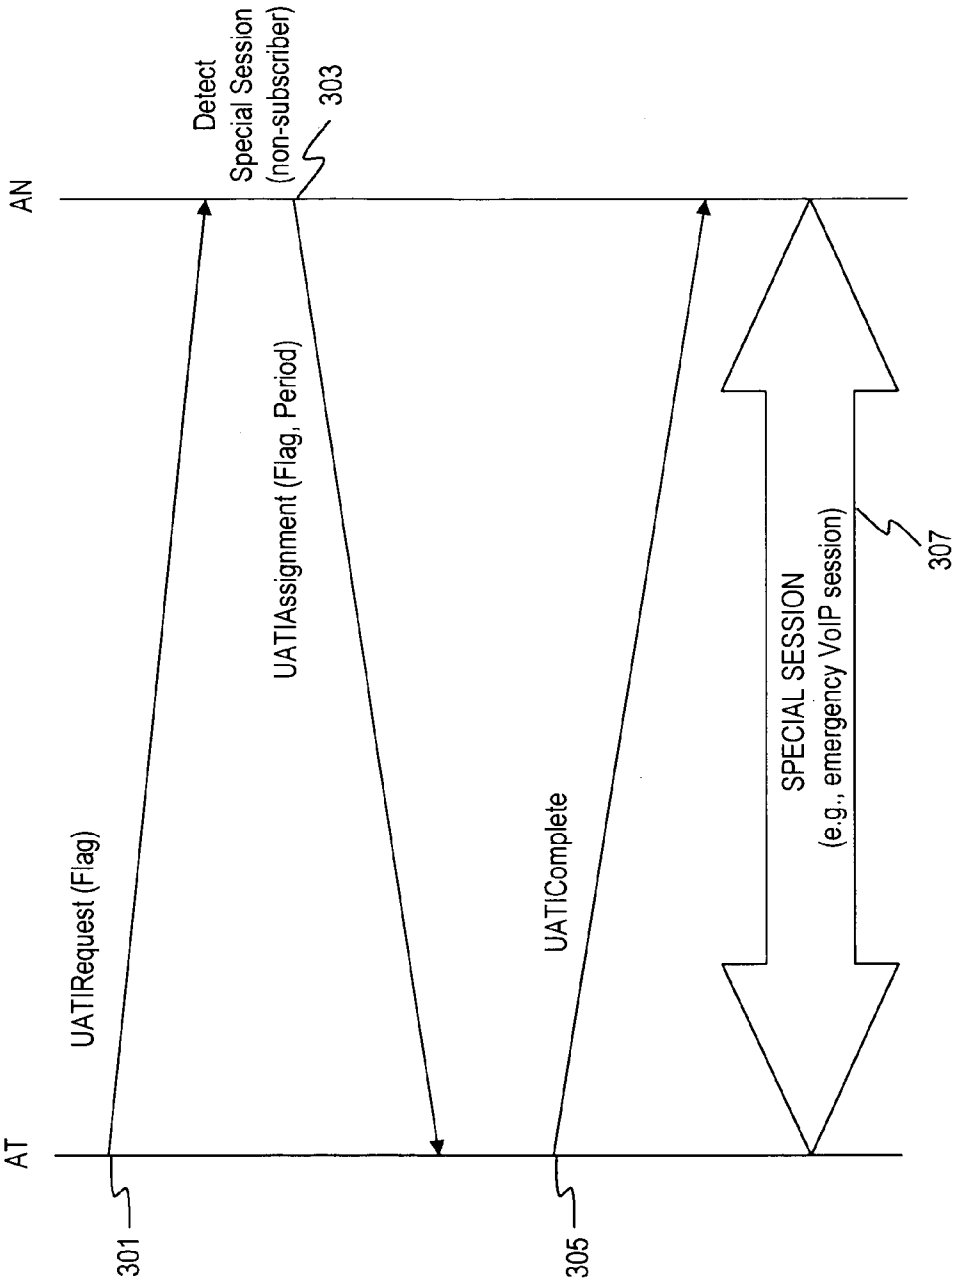 AT
AN
301
UATIRequest (Flag)
Detect
Special Session
(non-subscriber)
303
UATIAssignment (Flag, Period)
305
UATIComplete
SPECIAL SESSION
(e.g., emergency VoIP session)
307